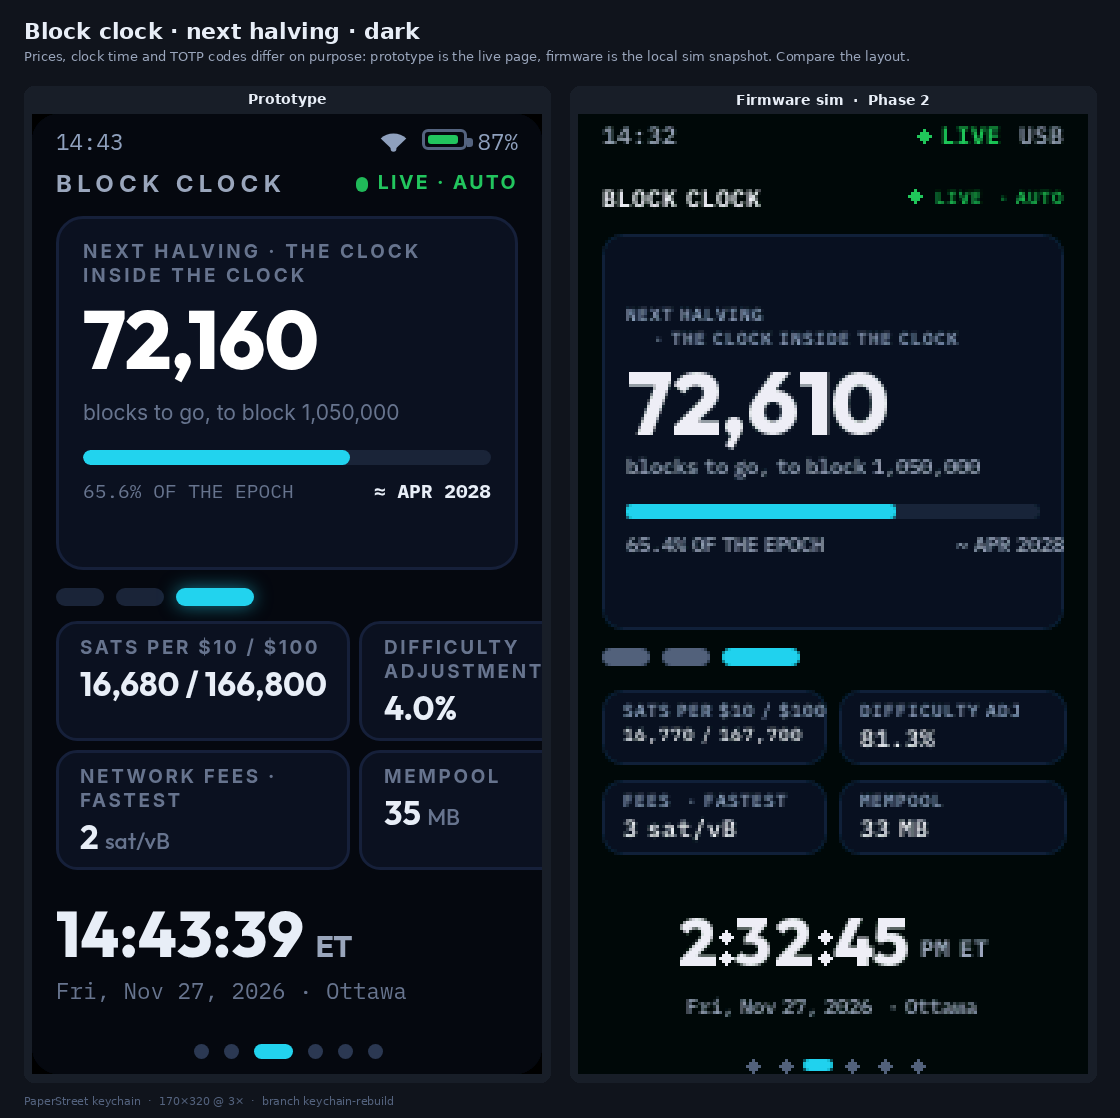 Block clock · next halving · dark
Prices, clock time and TOTP codes differ on purpose: prototype is the live page, firmware is the local sim snapshot. Compare the layout.
Prototype
14:43
87%
BLOCK CLOCK
LIVE · AUTO
NEXT HALVING · THE CLOCK
INSIDE THE CLOCK
72,160
blocks to go, to block 1,050,000
65.6% OF THE EPOCH
≈ APR 2028
SATS PER $10 / $100
16,680 / 166,800
DIFFICULTY
ADJUSTMENT
4.0%
NETWORK FEES ·
FASTEST
2 sat/vB
MEMPOOL
35 MB
14:43:39 ET
Fri, Nov 27, 2026 · Ottawa
Firmware sim · Phase 2
14:32
LIVE USB
BLOCK CLOCK
LIVE · AUTO
NEXT HALVING
· THE CLOCK INSIDE THE CLOCK
72,610
blocks to go, to block 1,050,000
65.4% OF THE EPOCH
~ APR 2028
SATS PER $10 / $100
16,770 / 167,700
DIFFICULTY ADJ
81.3%
FEES · FASTEST
3 sat/vB
MEMPOOL
33 MB
2:32:45 PM ET
Fri, Nov 27, 2026 · Ottawa
PaperStreet keychain · 170×320 @ 3× · branch keychain-rebuild